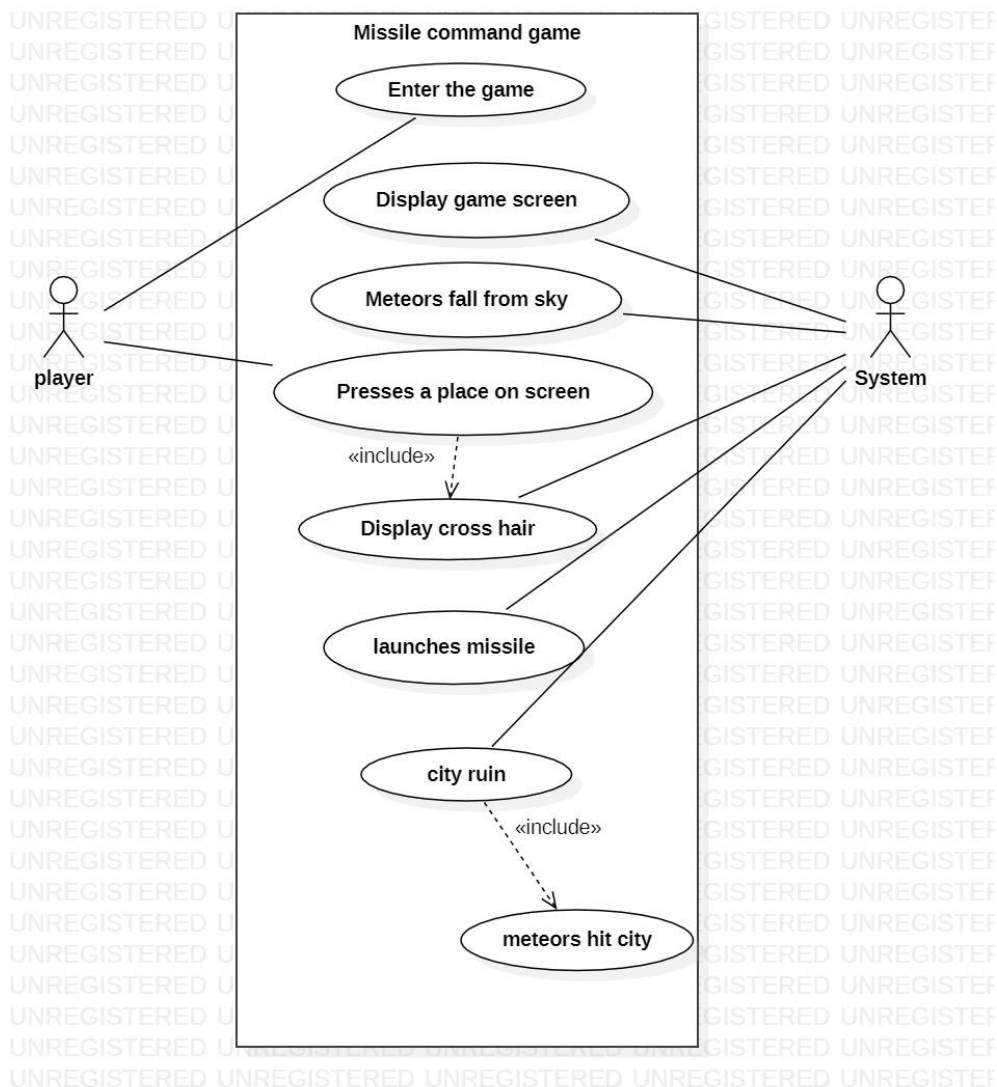 Missile command game
Enter the game
Display game screen
Meteors fall from sky
player
System
Presses a place on screen
«include»
Display cross hair
launches missile
city ruin
«include»
meteors hit city
UNREGISTERED